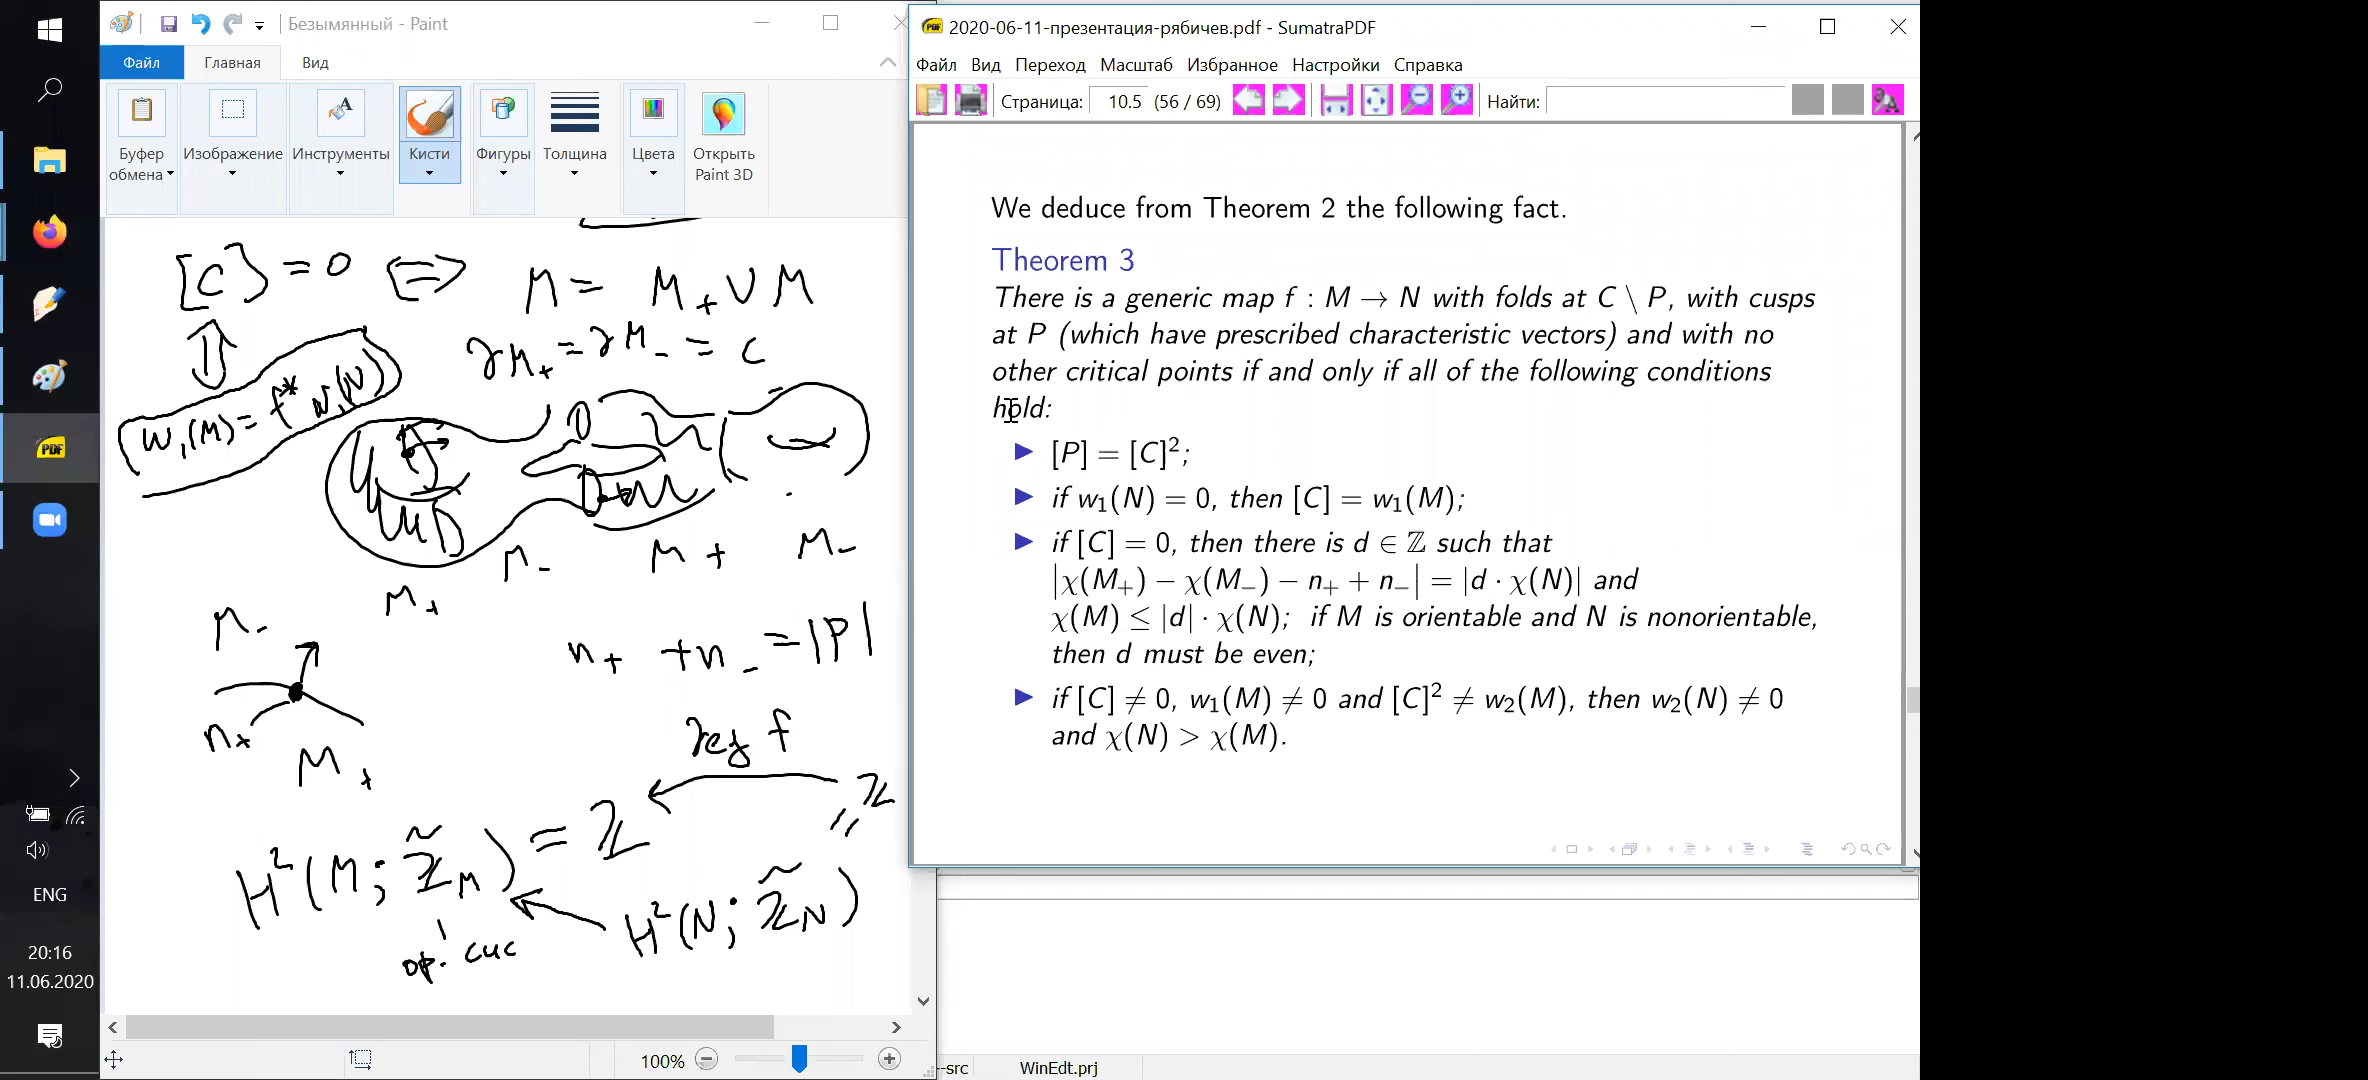 Безымянный - Paint
Файл
Главная
Вид
Буфер обмена
Изображение
Инструменты
Кисти
Фигуры
Толщина
Цвета
Открыть Paint 3D
[C] = 0 ⟺ M = M₊ ∪ M
∂M₊ = ∂M₋ = C
w₁(M) = f* w₁(N)
M₊
M₋
M₊
M₋
M₋
n₊
M₊
n₊ + n₋ = |P|
deg f
H²(M; Z̃_M) = ℤ
= ℤ
ор. сис
H²(N; Z̃_N)
100%
PDF
ENG
20:16
11.06.2020
2020-06-11-презентация-рябичев.pdf - SumatraPDF
Файл Вид Переход Масштаб Избранное Настройки Справка
Страница: 10.5 (56 / 69)
Найти:
We deduce from Theorem 2 the following fact.
Theorem 3
There is a generic map f : M → N with folds at C \ P, with cusps
at P (which have prescribed characteristic vectors) and with no
other critical points if and only if all of the following conditions
hold:
▶ [P] = [C]²;
▶ if w₁(N) = 0, then [C] = w₁(M);
▶ if [C] = 0, then there is d ∈ ℤ such that
|χ(M₊) − χ(M₋) − n₊ + n₋| = |d · χ(N)| and
χ(M) ≤ |d| · χ(N); if M is orientable and N is nonorientable,
then d must be even;
▶ if [C] ≠ 0, w₁(M) ≠ 0 and [C]² ≠ w₂(M), then w₂(N) ≠ 0
and χ(N) > χ(M).
--src
WinEdt.prj